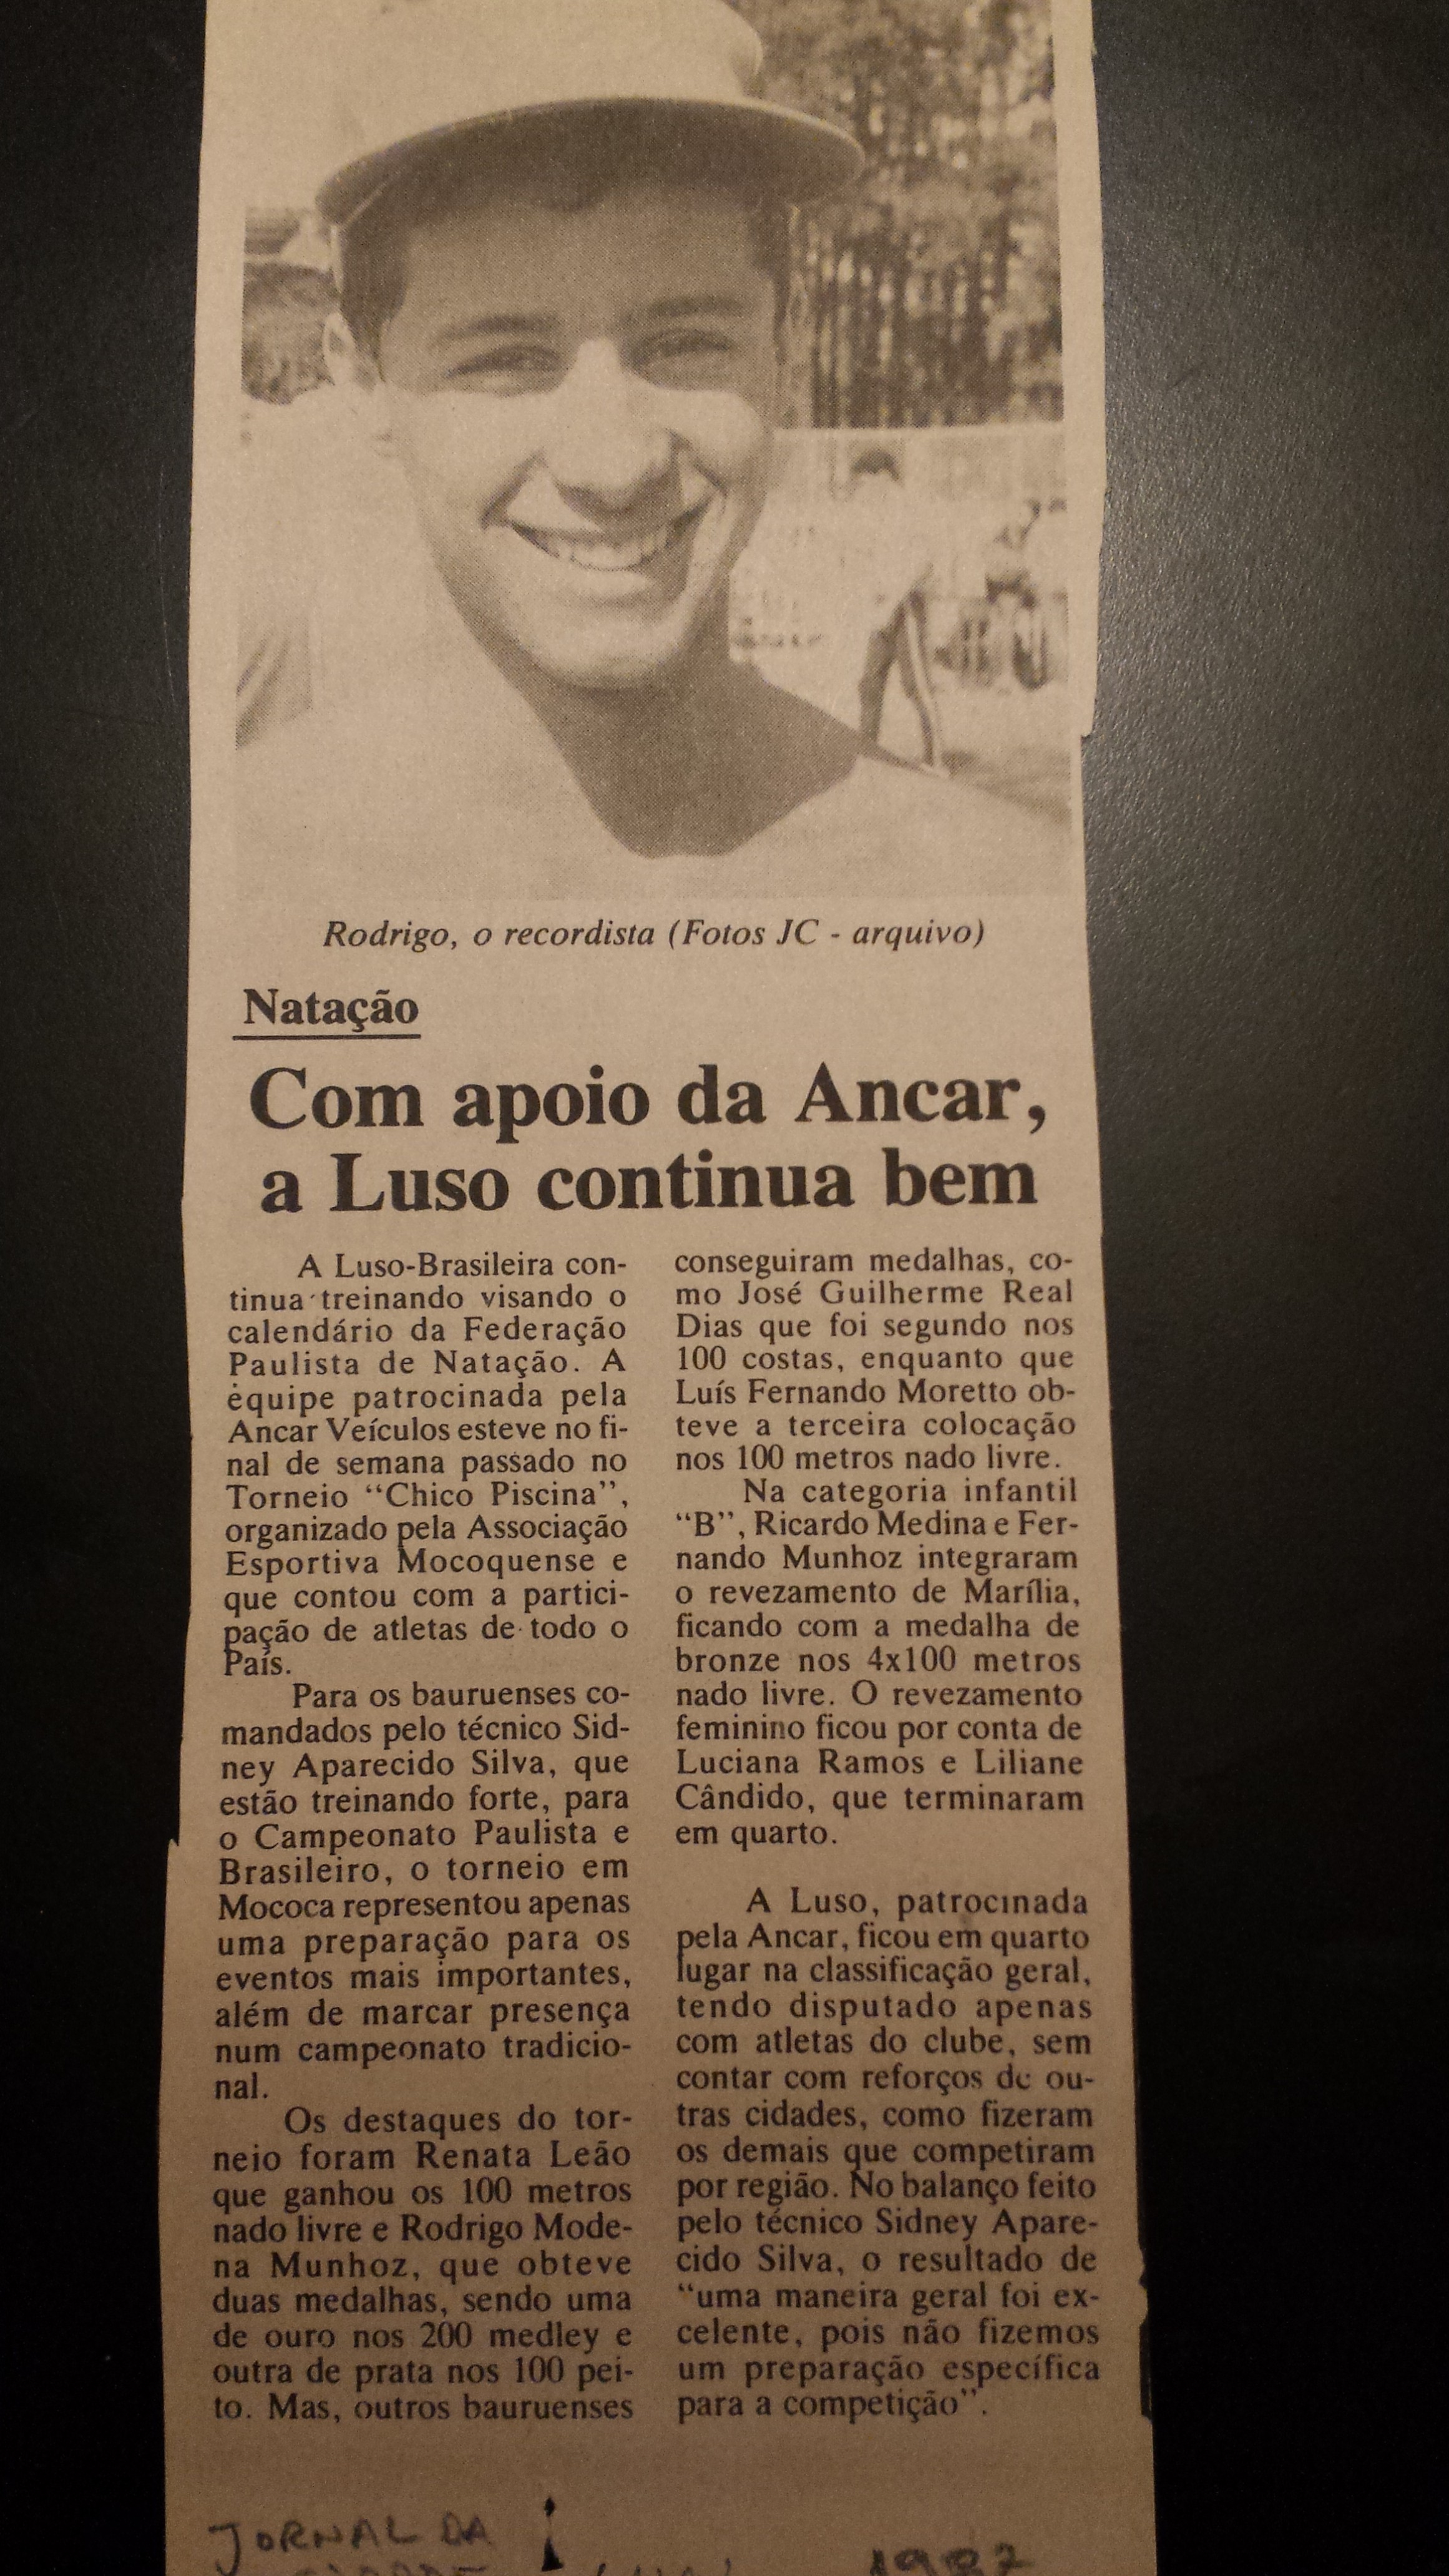 Rodrigo, o recordista (Fotos JC - arquivo)
Natação
Com apoio da Ancar,
a Luso continua bem
A Luso-Brasileira con-
tinua treinando visando o
calendário da Federação
Paulista de Natação. A
equipe patrocinada pela
Ancar Veículos esteve no fi-
nal de semana passado no
Torneio “Chico Piscina”,
organizado pela Associação
Esportiva Mocoquense e
que contou com a partici-
pação de atletas de todo o
País.
Para os bauruenses co-
mandados pelo técnico Sid-
ney Aparecido Silva, que
estão treinando forte, para
o Campeonato Paulista e
Brasileiro, o torneio em
Mococa representou apenas
uma preparação para os
eventos mais importantes,
além de marcar presença
num campeonato tradicio-
nal.
Os destaques do tor-
neio foram Renata Leão
que ganhou os 100 metros
nado livre e Rodrigo Mode-
na Munhoz, que obteve
duas medalhas, sendo uma
de ouro nos 200 medley e
outra de prata nos 100 pei-
to. Mas, outros bauruenses
conseguiram medalhas, co-
mo José Guilherme Real
Dias que foi segundo nos
100 costas, enquanto que
Luís Fernando Moretto ob-
teve a terceira colocação
nos 100 metros nado livre.
Na categoria infantil
“B”, Ricardo Medina e Fer-
nando Munhoz integraram
o revezamento de Marília,
ficando com a medalha de
bronze nos 4x100 metros
nado livre. O revezamento
feminino ficou por conta de
Luciana Ramos e Liliane
Cândido, que terminaram
em quarto.
A Luso, patrocinada
pela Ancar, ficou em quarto
lugar na classificação geral,
tendo disputado apenas
com atletas do clube, sem
contar com reforços de ou-
tras cidades, como fizeram
os demais que competiram
por região. No balanço feito
pelo técnico Sidney Apare-
cido Silva, o resultado de
“uma maneira geral foi ex-
celente, pois não fizemos
um preparação específica
para a competição”.
JORNAL DA
1987